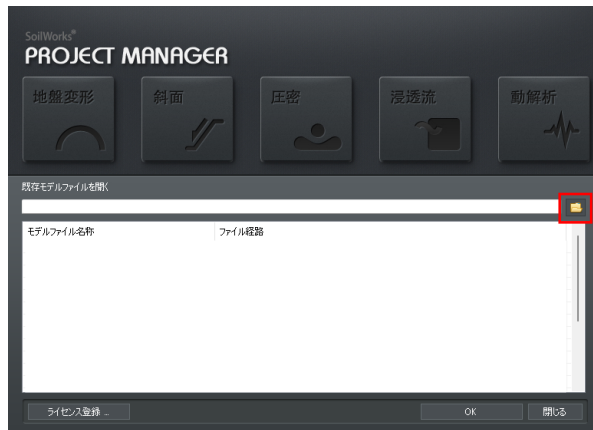 SoilWorks®
PROJECT MANAGER
地盤変形 斜面 圧密 浸透流 動解析
既存モデルファイルを開く
モデルファイル名称 ファイル経路
ライセンス登録 ... OK 閉じる